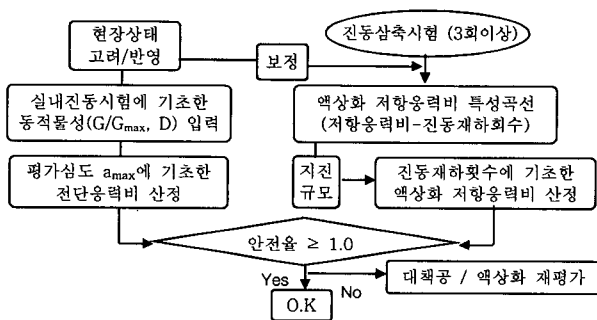 현장상태
고려/반영
보정
진동삼축시험 (3회이상)
실내진동시험에 기초한
동적물성(G/Gmax, D) 입력
액상화 저항응력비 특성곡선
(저항응력비-진동재하회수)
평가심도 amax에 기초한
전단응력비 산정
지진
규모
진동재하횟수에 기초한
액상화 저항응력비 산정
안전율 ≥ 1.0
Yes
No
대책공 / 액상화 재평가
O.K